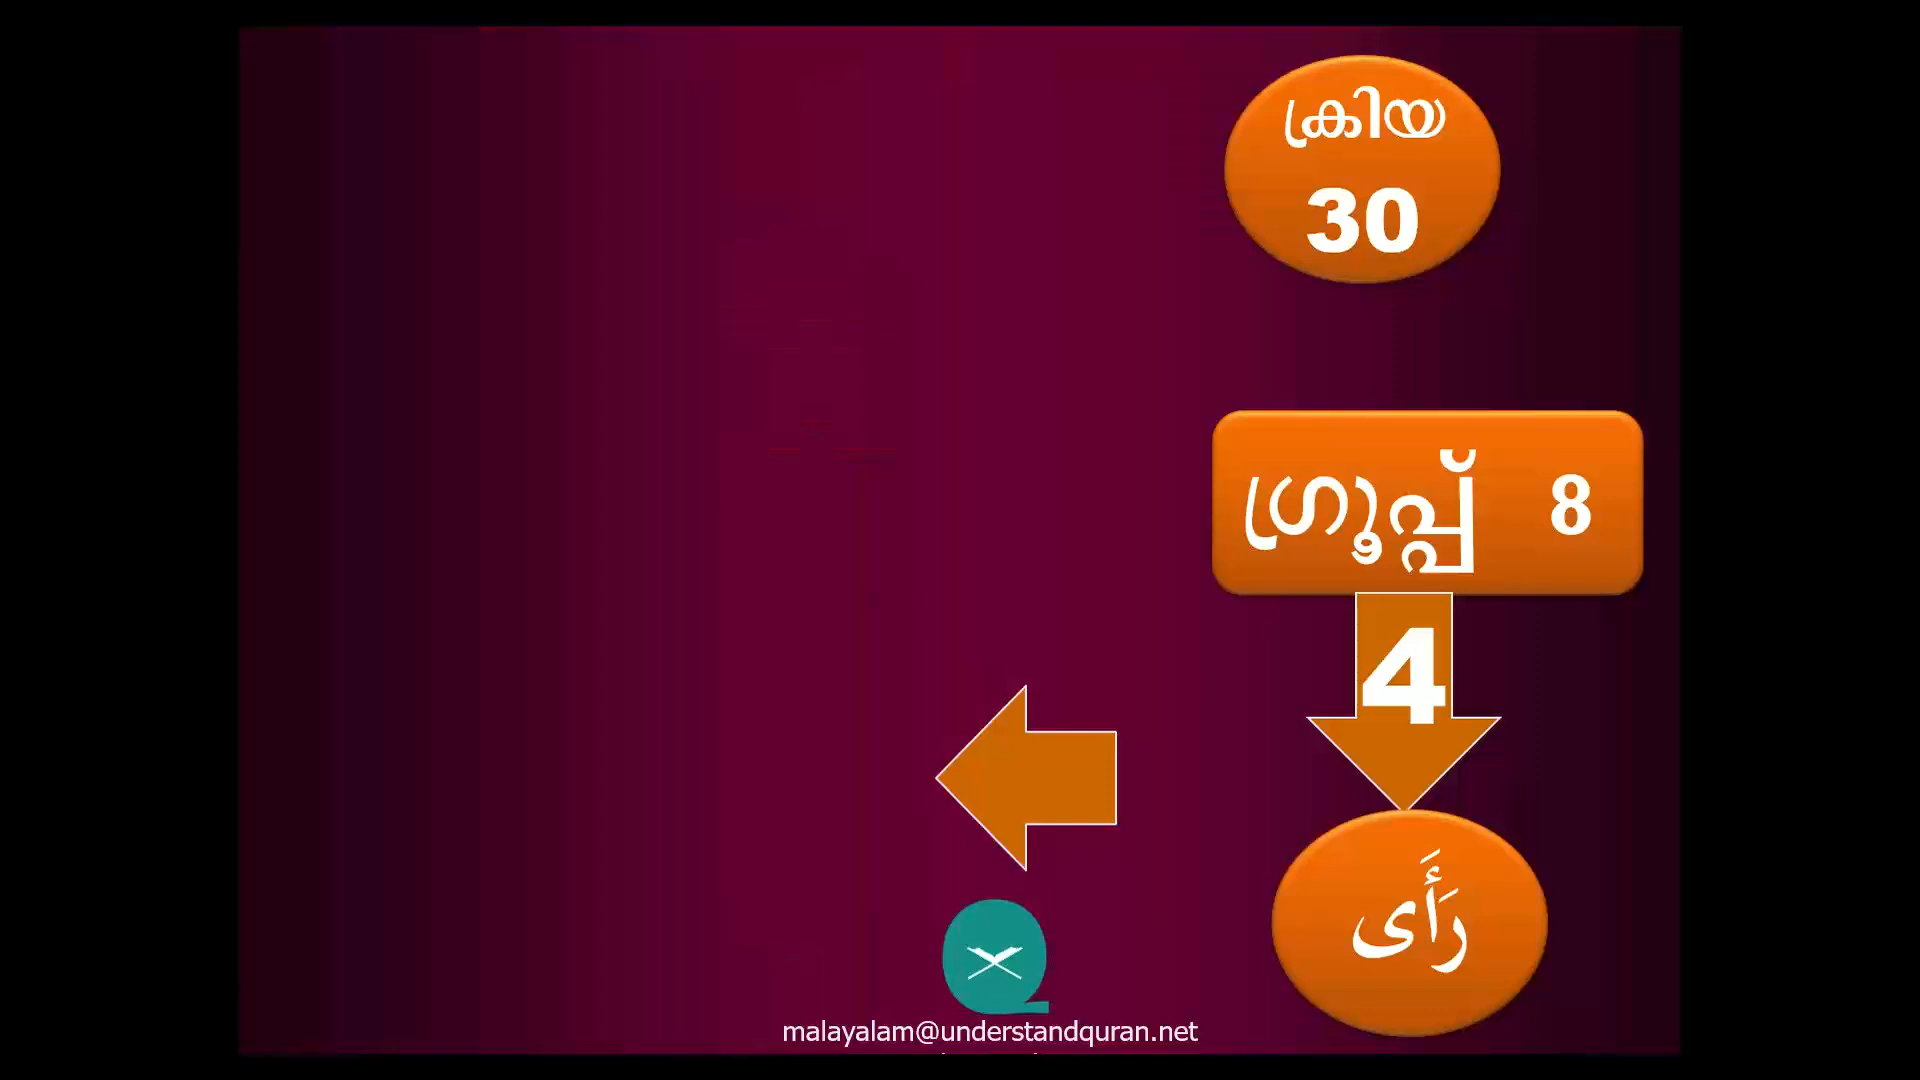 ക്രിയ
30
ഗ്രൂപ്പ് 8
4
رَأَى
malayalam@understandquran.net